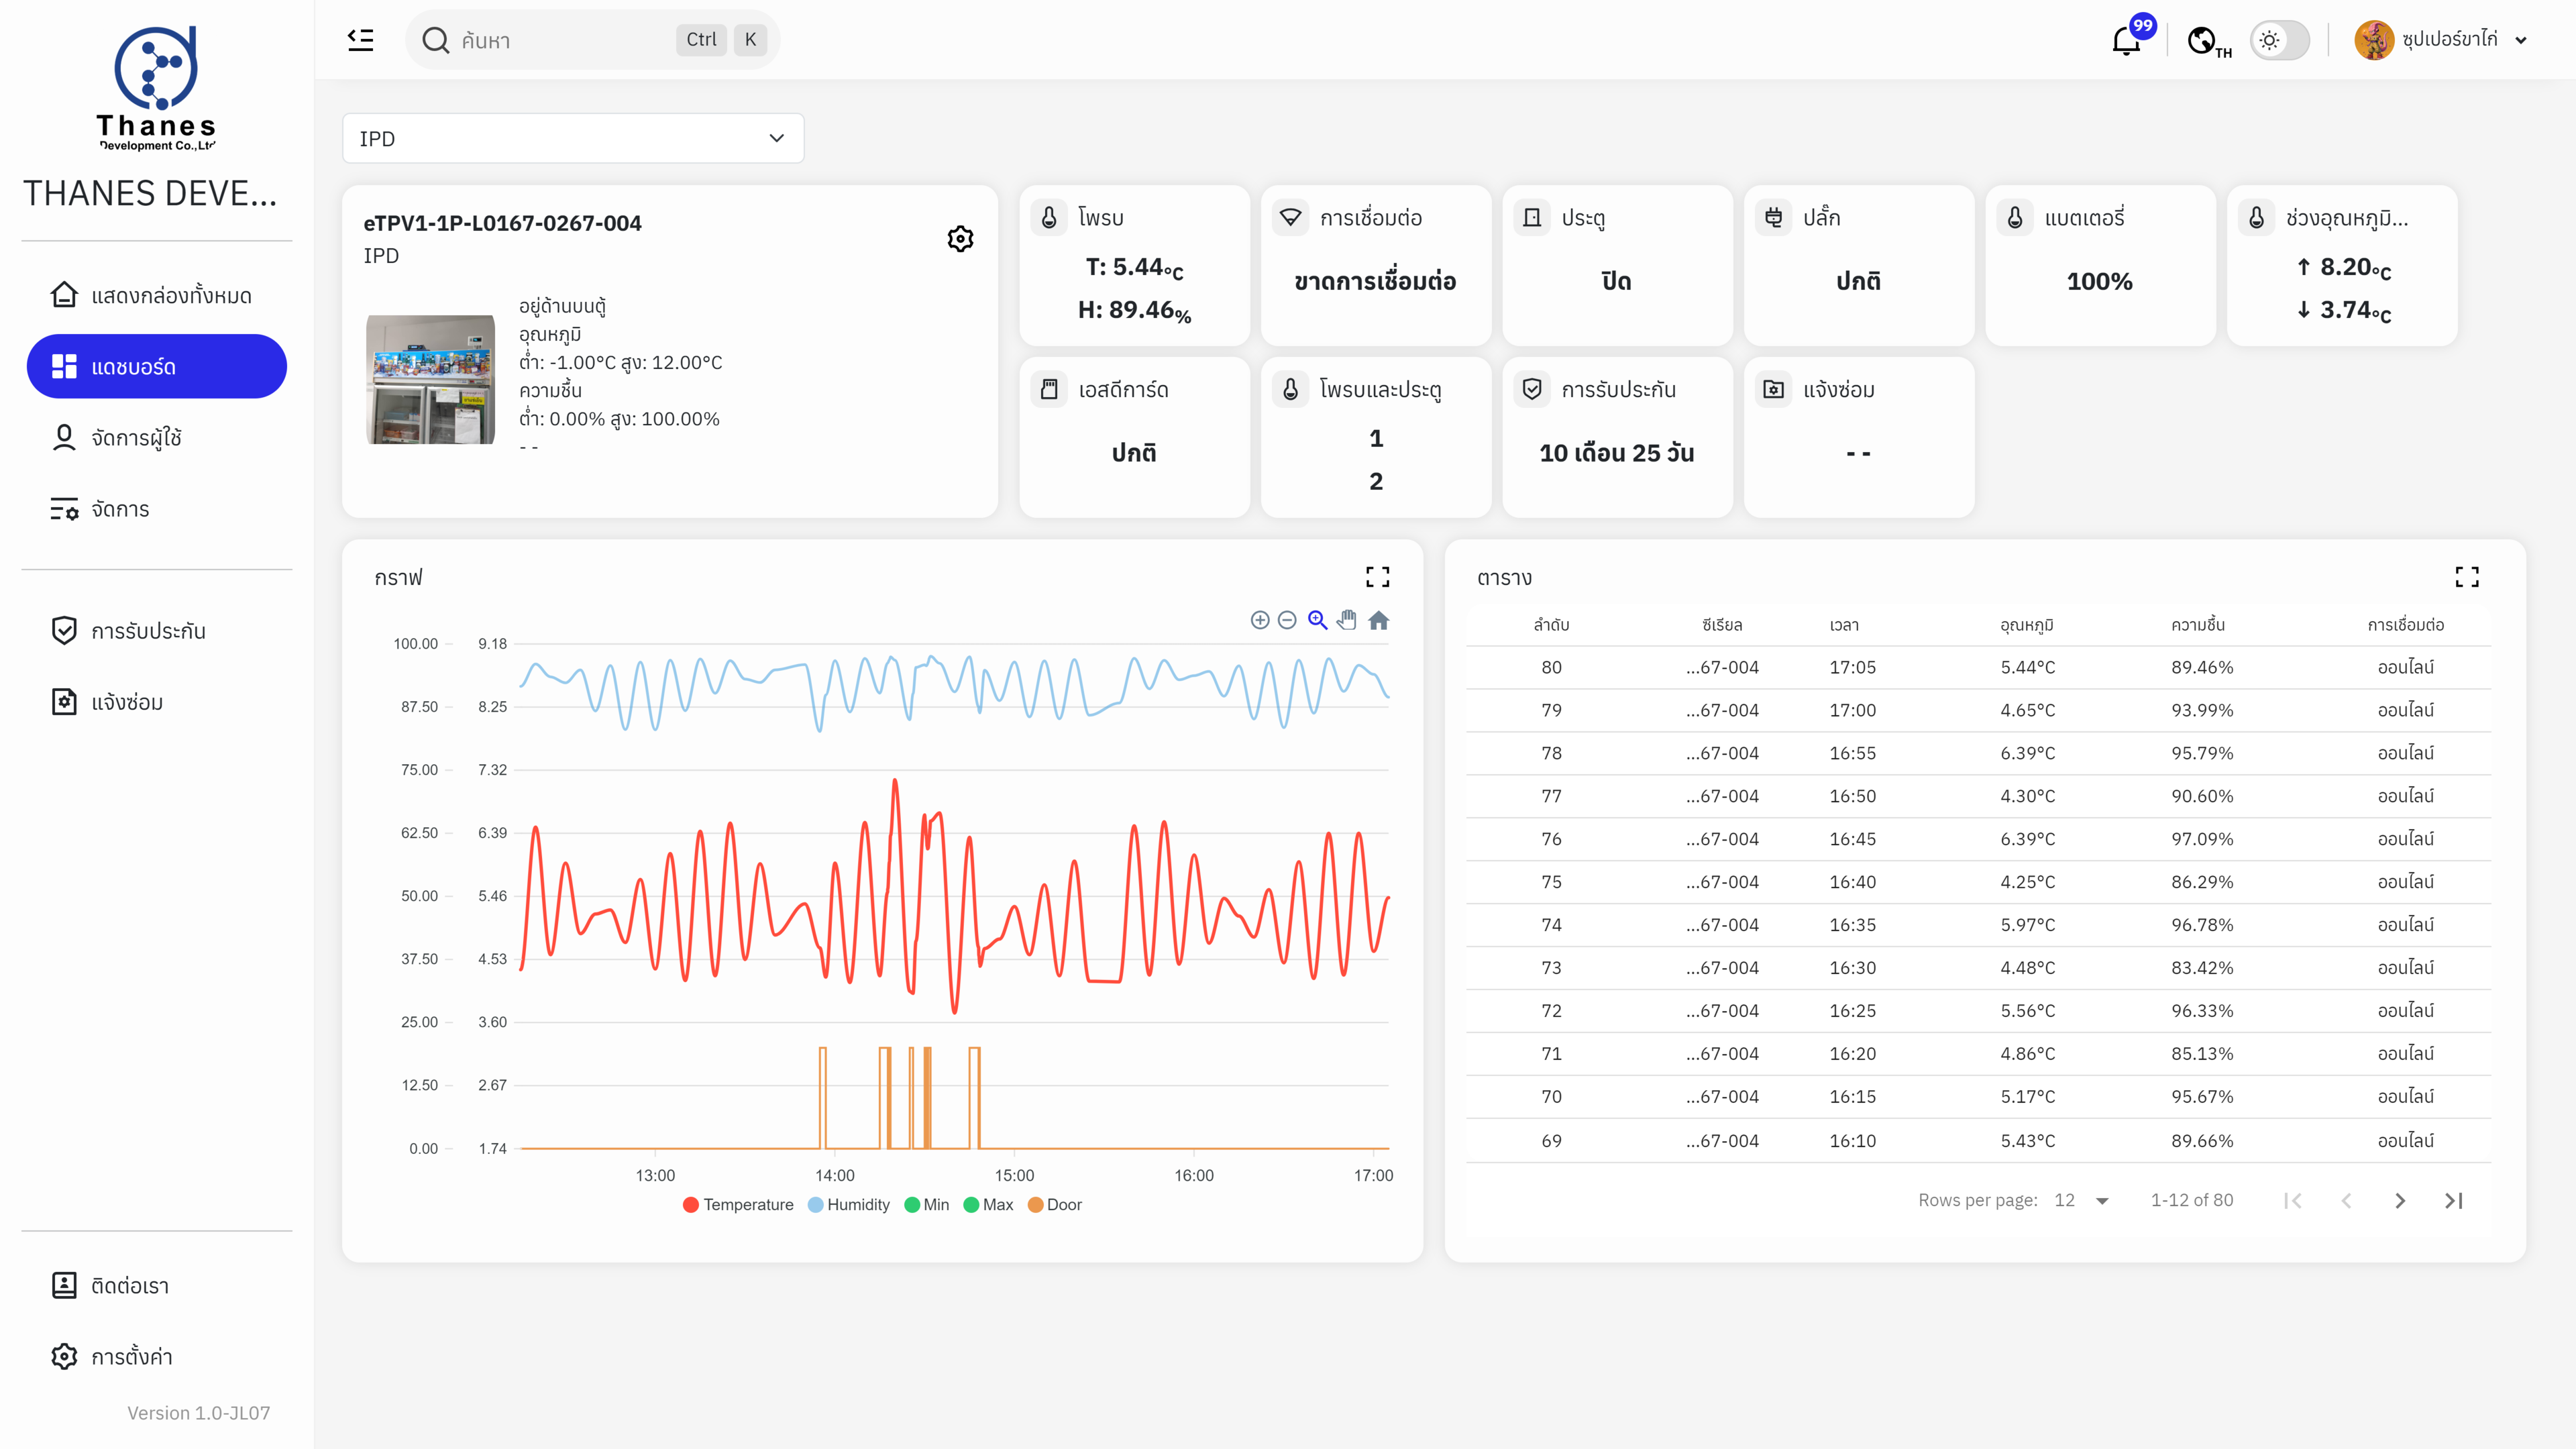 Thanes
Development Co.,Ltd
THANES DEVE...
แสดงกล่องทั้งหมด
แดชบอร์ด
จัดการผู้ใช้
จัดการ
การรับประกัน
แจ้งซ่อม
ติดต่อเรา
การตั้งค่า
Version 1.0-JL07
ค้นหา Ctrl K
99
TH
ซุปเปอร์ขาไก่
IPD
eTPV1-1P-L0167-0267-004
IPD
อยู่ด้านบนตู้
อุณหภูมิ
ต่ำ: -1.00°C สูง: 12.00°C
ความชื้น
ต่ำ: 0.00% สูง: 100.00%
- -
โพรบ
T: 5.44°C
H: 89.46%
การเชื่อมต่อ
ขาดการเชื่อมต่อ
ประตู
ปิด
ปลั๊ก
ปกติ
แบตเตอรี่
100%
ช่วงอุณหภูมิ...
↑ 8.20°C
↓ 3.74°C
เอสดีการ์ด
ปกติ
โพรบและประตู
1
2
การรับประกัน
10 เดือน 25 วัน
แจ้งซ่อม
- -
กราฟ
100.00 9.18
87.50 8.25
75.00 7.32
62.50 6.39
50.00 5.46
37.50 4.53
25.00 3.60
12.50 2.67
0.00 1.74
13:00 14:00 15:00 16:00 17:00
Temperature Humidity Min Max Door
ตาราง
ลำดับ ซีเรียล เวลา อุณหภูมิ ความชื้น การเชื่อมต่อ
80 ...67-004 17:05 5.44°C 89.46% ออนไลน์
79 ...67-004 17:00 4.65°C 93.99% ออนไลน์
78 ...67-004 16:55 6.39°C 95.79% ออนไลน์
77 ...67-004 16:50 4.30°C 90.60% ออนไลน์
76 ...67-004 16:45 6.39°C 97.09% ออนไลน์
75 ...67-004 16:40 4.25°C 86.29% ออนไลน์
74 ...67-004 16:35 5.97°C 96.78% ออนไลน์
73 ...67-004 16:30 4.48°C 83.42% ออนไลน์
72 ...67-004 16:25 5.56°C 96.33% ออนไลน์
71 ...67-004 16:20 4.86°C 85.13% ออนไลน์
70 ...67-004 16:15 5.17°C 95.67% ออนไลน์
69 ...67-004 16:10 5.43°C 89.66% ออนไลน์
Rows per page: 12 1-12 of 80